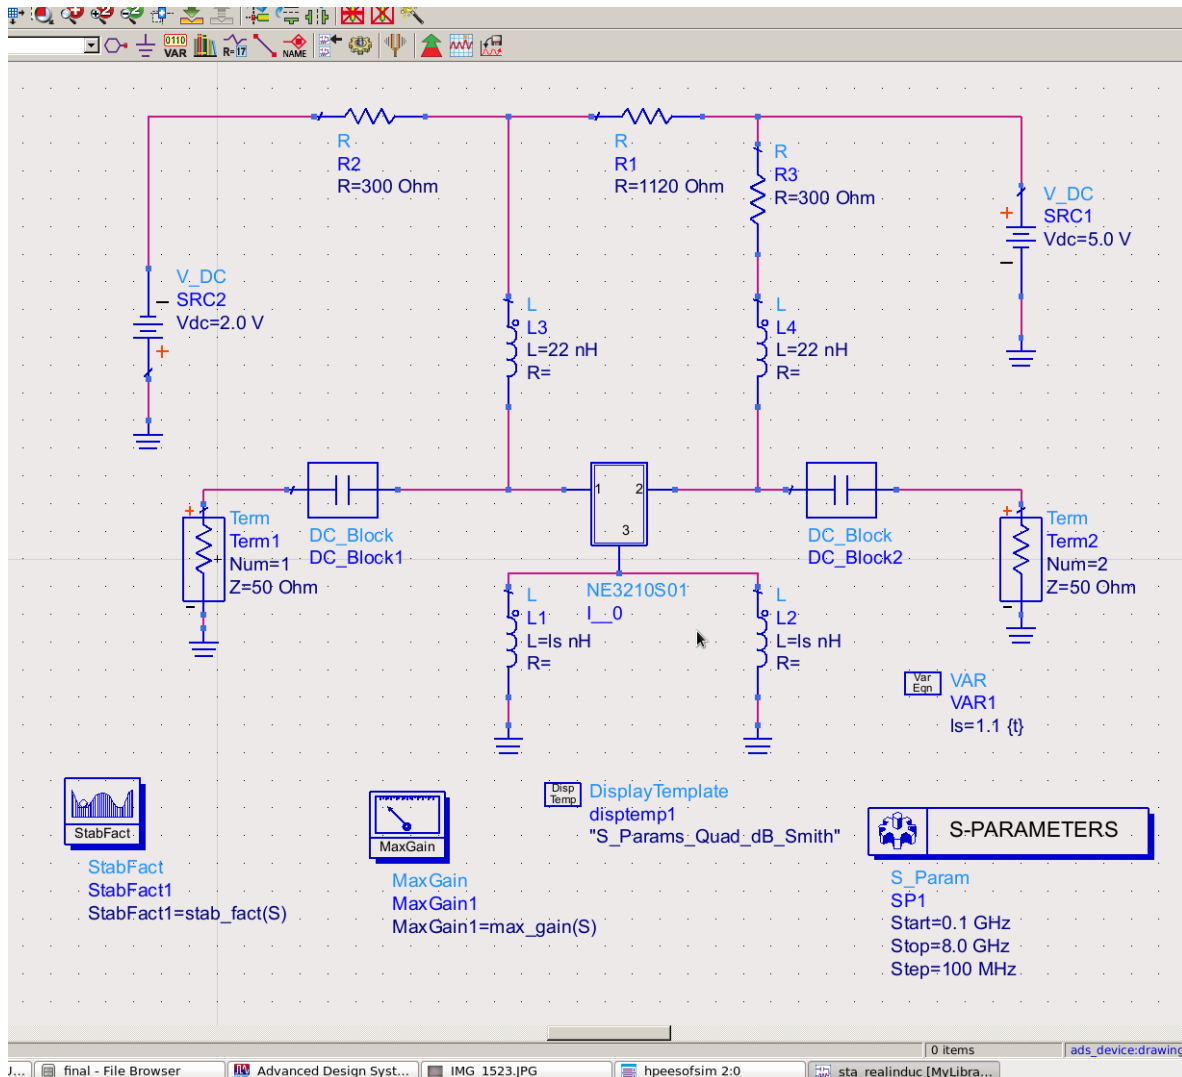 0110
VAR
R=17
NAME
R
R2
R=300 Ohm
R
R1
R=1120 Ohm
R
R3
R=300 Ohm
V_DC
SRC1
Vdc=5.0 V
V_DC
SRC2
Vdc=2.0 V
L
L3
L=22 nH
R=
L
L4
L=22 nH
R=
1 2
3
Term
Term1
Num=1
Z=50 Ohm
DC_Block
DC_Block1
NE3210S01
I__0
DC_Block
DC_Block2
Term
Term2
Num=2
Z=50 Ohm
L
L1
L=ls nH
R=
L
L2
L=ls nH
R=
Var
Eqn
VAR
VAR1
ls=1.1 {t}
StabFact
StabFact
StabFact1
StabFact1=stab_fact(S)
MaxGain
MaxGain
MaxGain1
MaxGain1=max_gain(S)
Disp
Temp
DisplayTemplate
disptemp1
"S_Params_Quad_dB_Smith"
S-PARAMETERS
S_Param
SP1
Start=0.1 GHz
Stop=8.0 GHz
Step=100 MHz
0 items
ads_device:drawing
final - File Browser
Advanced Design Syst...
IMG_1523.JPG
hpeesofsim 2:0
sta_realinduc [MyLibra...